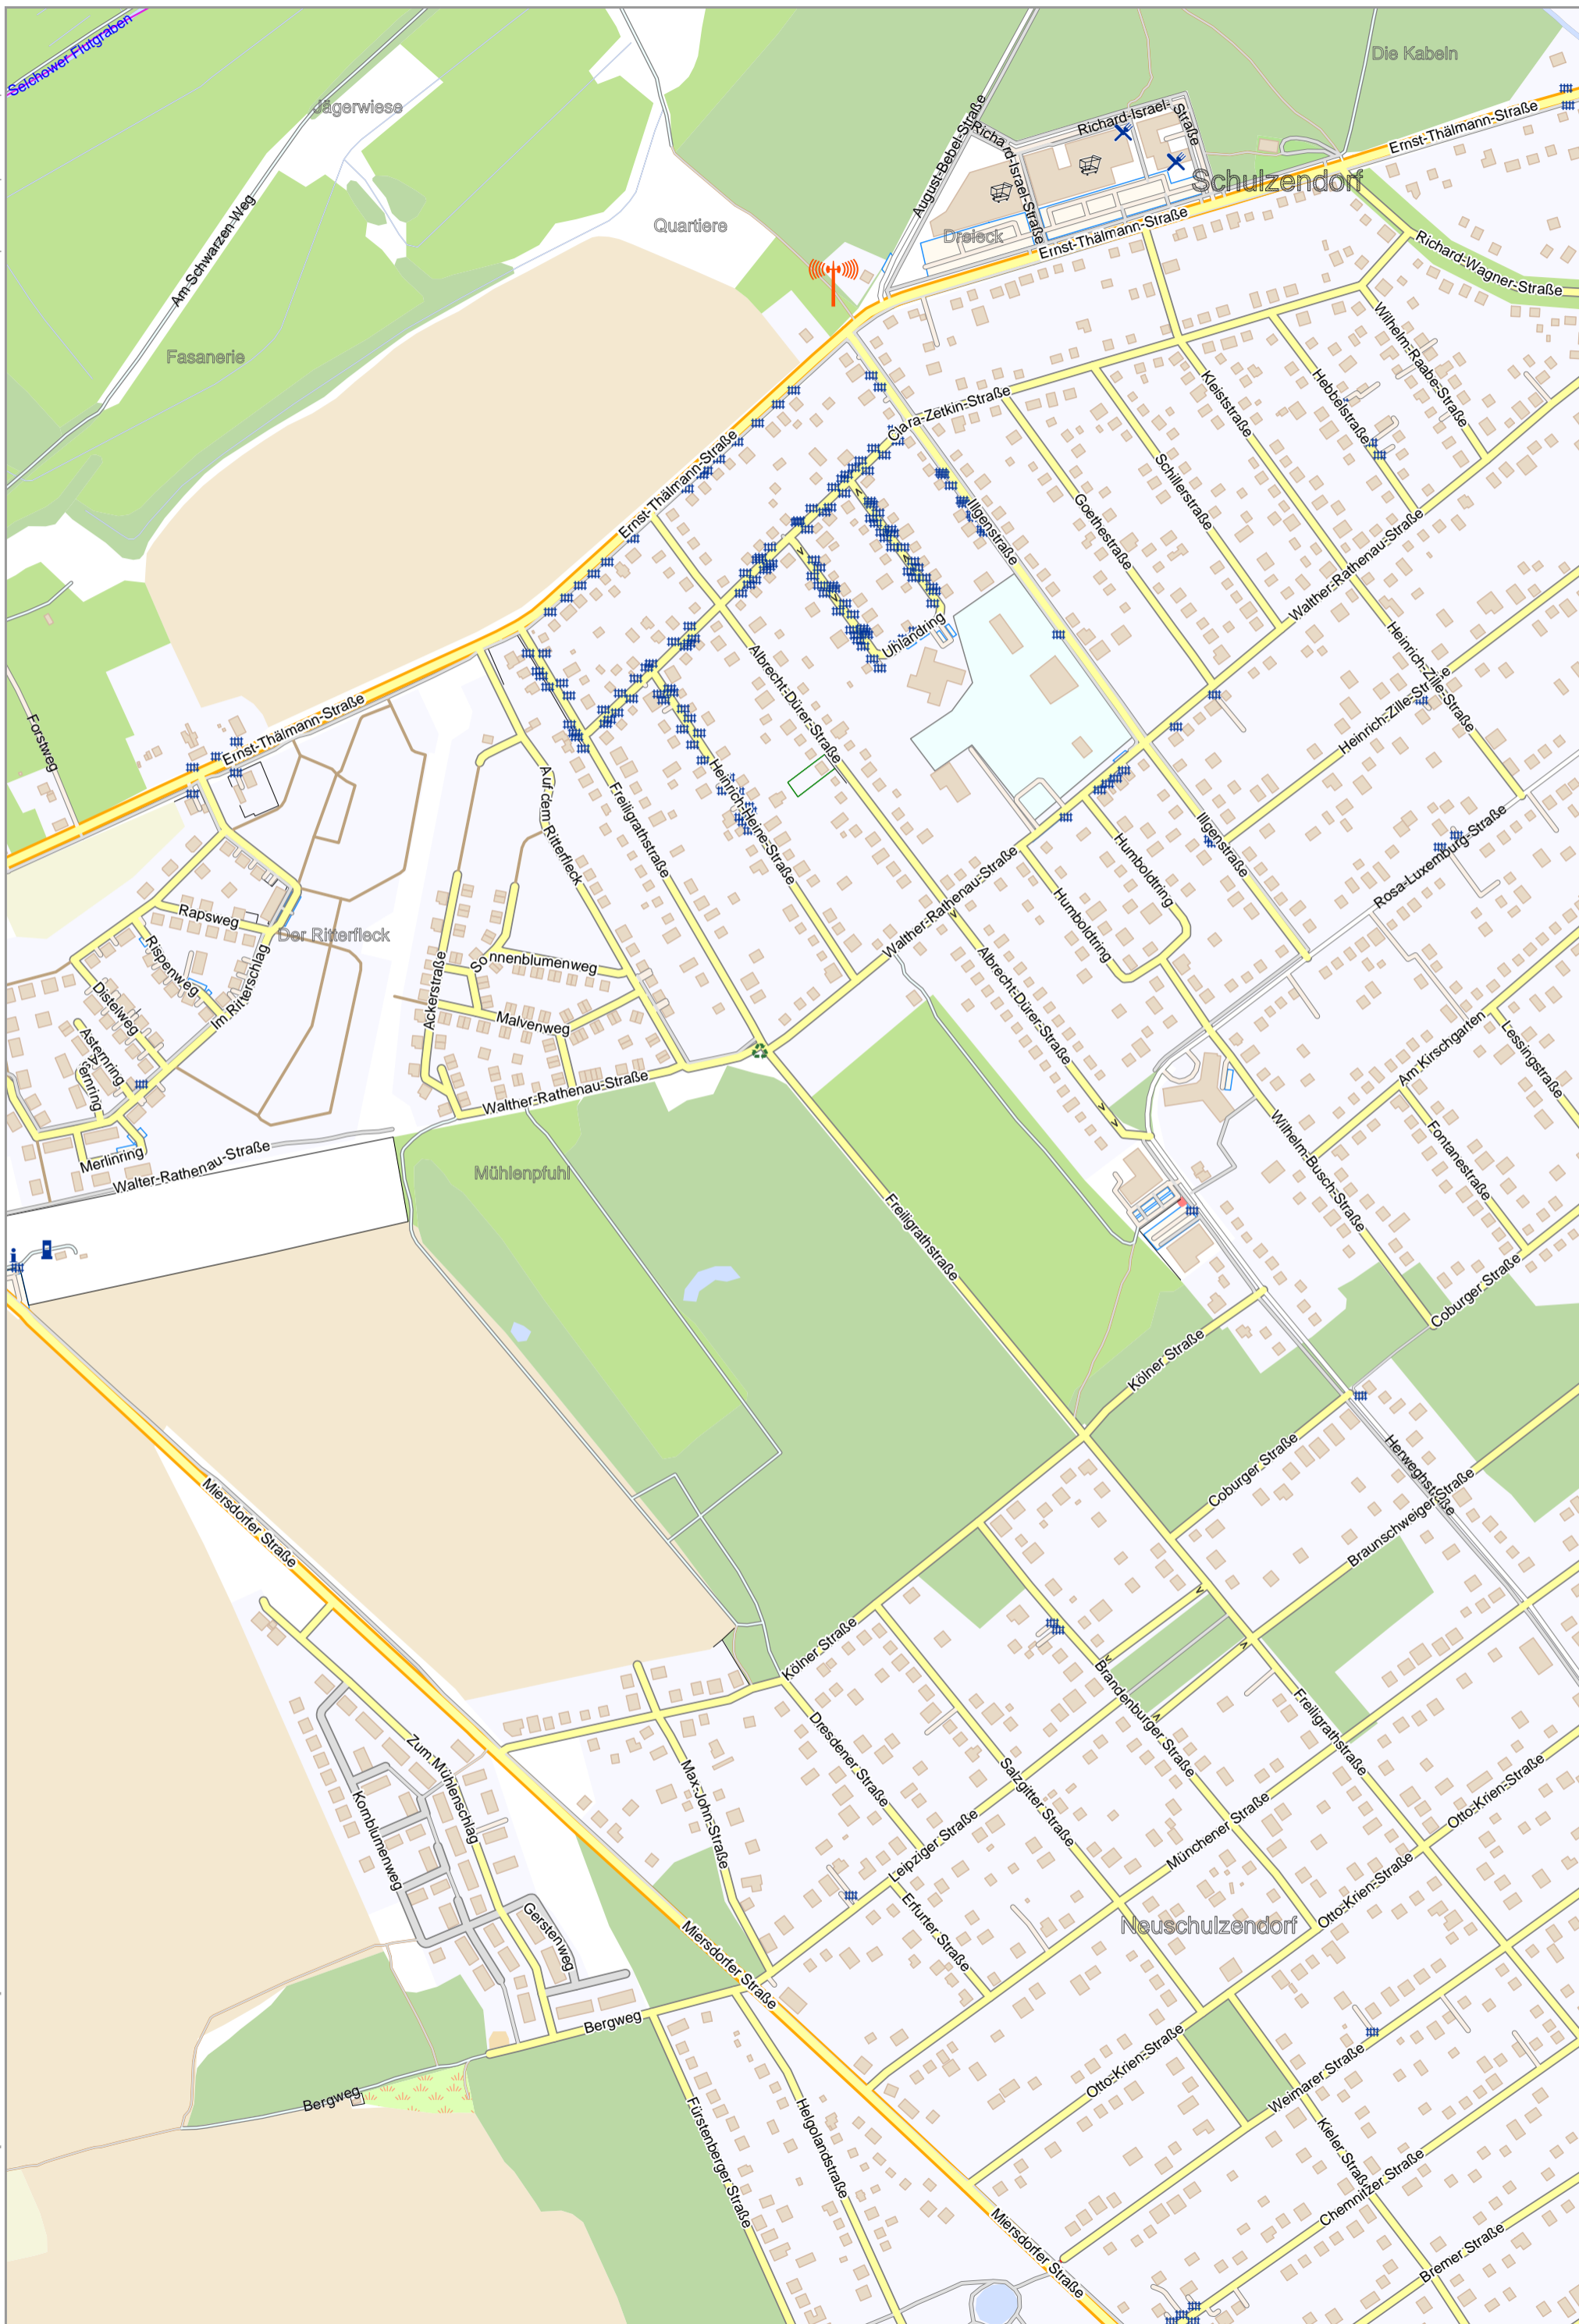 Selchower Flutgraben
Jägerwiese
Die Kabeln
Am Schwarzen Weg
Quartiere
August-Bebel-Straße
Richard-Israel-Straße
Richard-Israel-Straße
Ernst-Thälmann-Straße
Schulzendorf
Dreieck
Ernst-Thälmann-Straße
Richard-Wagner-Straße
Fasanerie
Wilhelm-Raabe-Straße
Hebbelstraße
Kleiststraße
Clara-Zetkin-Straße
Ernst-Thälmann-Straße
Schillerstraße
Goethestraße
Illgenstraße
Walther-Rathenau-Straße
Uhlandring
Albrecht-Dürer-Straße
Heinrich-Zille-Straße
Heinrich-Zille-Straße
Forstweg
Ernst-Thälmann-Straße
Auf dem Ritterfleck
Freiligrathstraße
Heinrich-Heine-Straße
Illgenstraße
Humboldtring
Humboldtring
Rosa-Luxemburg-Straße
Walther-Rathenau-Straße
Rapsweg
Der Ritterfleck
Rispenweg
Im Ritterschlag
Distelweg
Asternring
Asternring
Ackerstraße
Sonnenblumenweg
Malvenweg
Albrecht-Dürer-Straße
Am Kirschgarten
Lessingstraße
Walther-Rathenau-Straße
Merlinring
Walter-Rathenau-Straße
Mühlenpfuhl
Wilhelm-Busch-Straße
Fontanestraße
Freiligrathstraße
Coburger Straße
Kölner Straße
Miersdorfer Straße
Coburger Straße
Herweghstraße
Braunschweiger Straße
Kölner Straße
Dresdener Straße
Brandenburger Straße
Freiligrathstraße
Zum Mühlenschlag
Kornblumenweg
Max-John-Straße
Salzgitter Straße
Leipziger Straße
Münchener Straße
Otto-Krien-Straße
Gerstenweg
Erfurter Straße
Otto-Krien-Straße
Neuschulzendorf
Miersdorfer Straße
Bergweg
Bergweg
Otto-Krien-Straße
Weimarer Straße
Fürstenberger Straße
Helgolandstraße
Kieler Straße
Chemnitzer Straße
Miersdorfer Straße
Bremer Straße